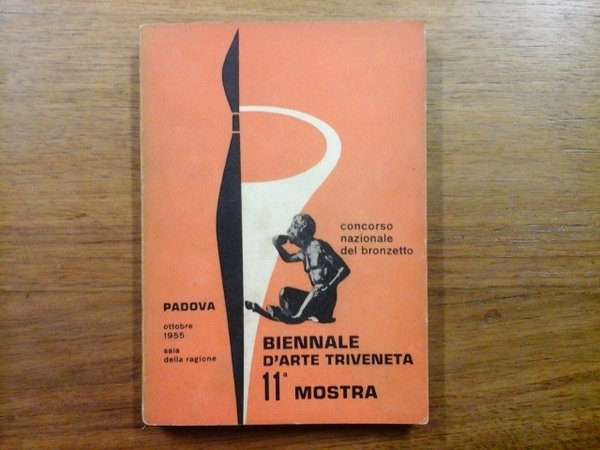 concorso
nazionale
del bronzetto
PADOVA
ottobre
1955
sala
della ragione
BIENNALE
D'ARTE TRIVENETA
11a MOSTRA